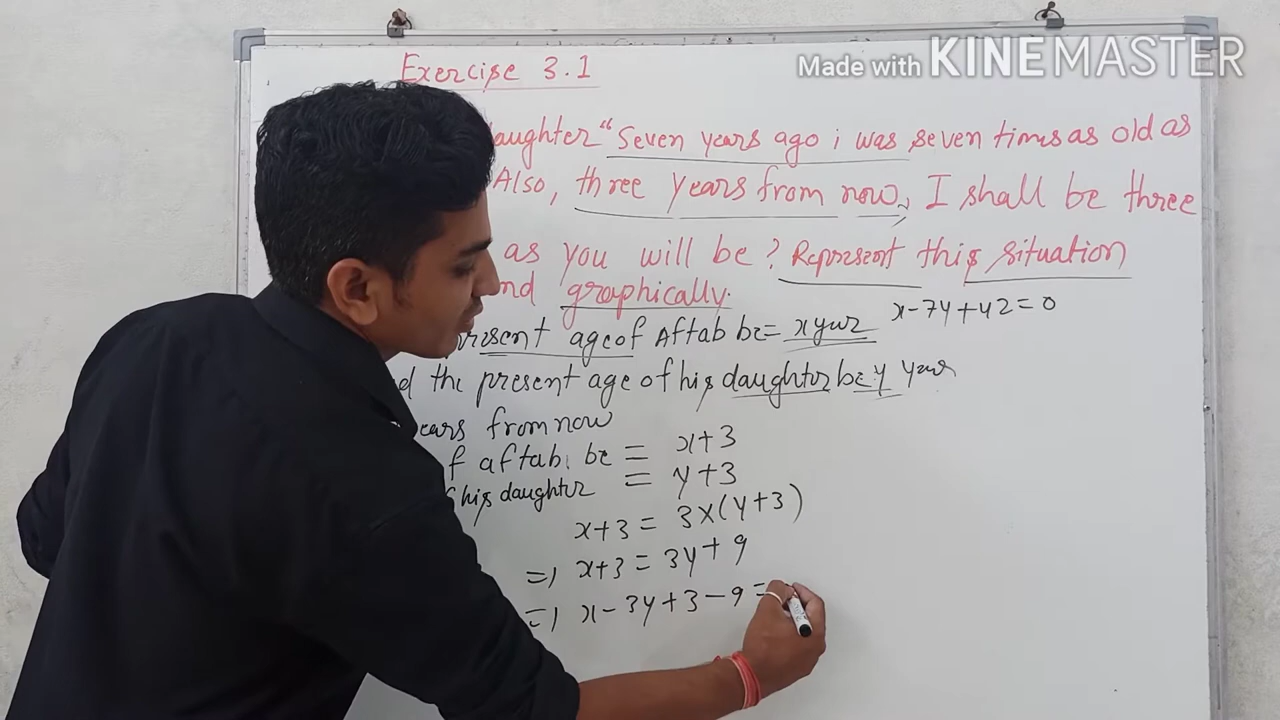 Made with KINEMASTER
Exercise 3.1
daughter "Seven years ago i was seven times as old as
Also, three years from now, I shall be three
as you will be? Represent this situation
nd graphically.
x-7y+42=0
resent age of Aftab be = x year
d the present age of his daughter be y year
ears from now
f aftab be = x+3
his daughter = y+3
x+3 = 3×(y+3)
=) x+3 = 3y+9
=) x-3y+3-9=